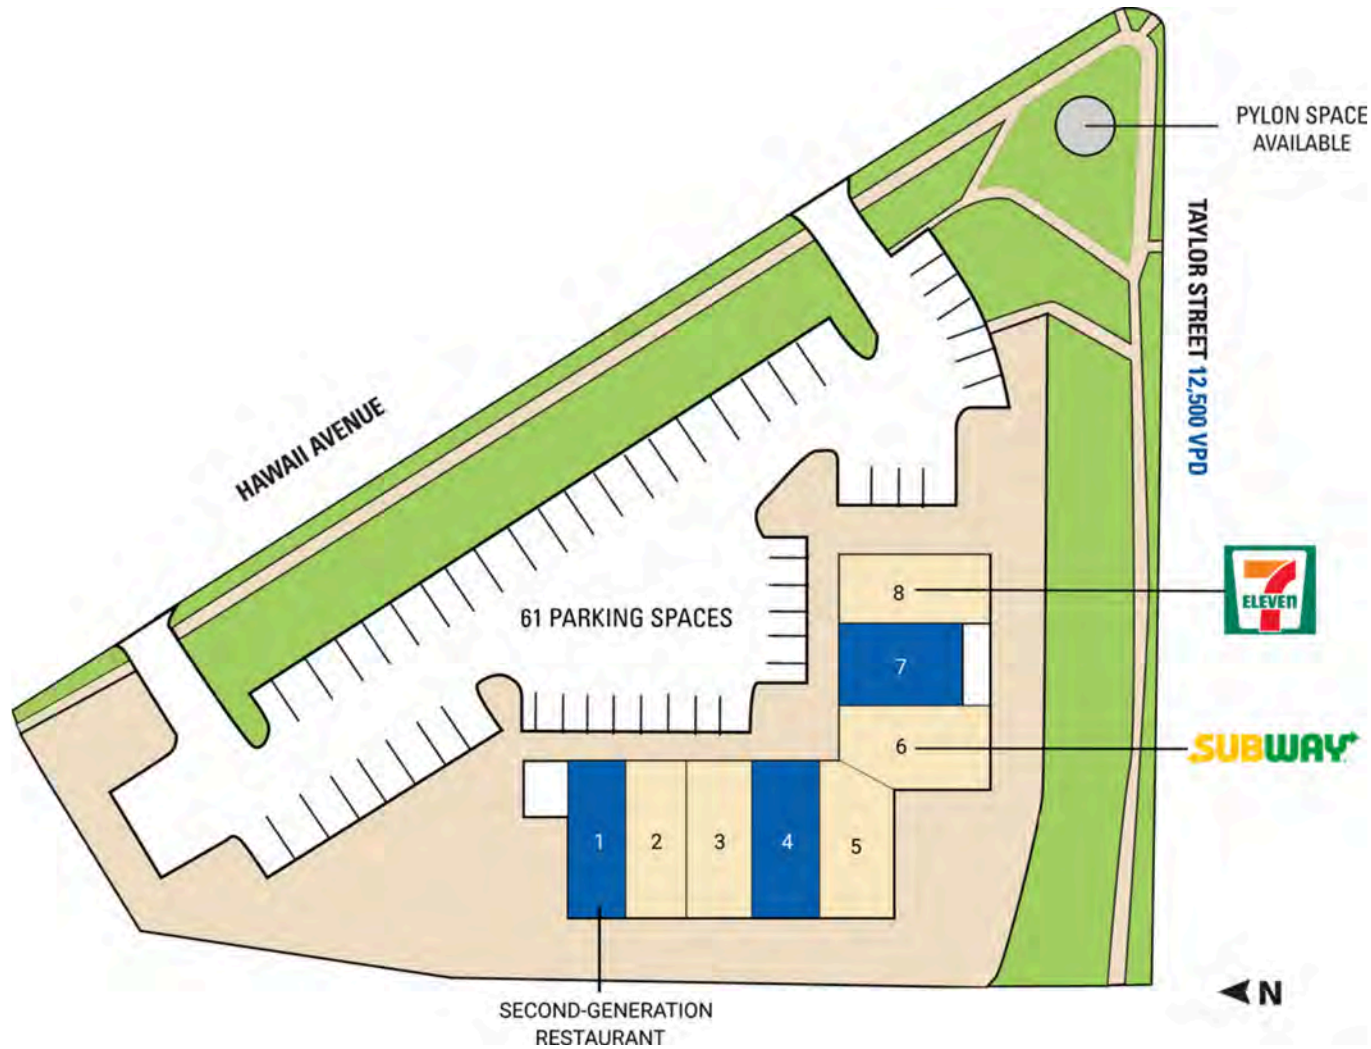 PYLON SPACE
AVAILABLE
TAYLOR STREET 12,500 VPD
HAWAII AVENUE
61 PARKING SPACES
8
7
ELEVEN
7
6
SUBWAY
1
2
3
4
5
SECOND-GENERATION
RESTAURANT
N